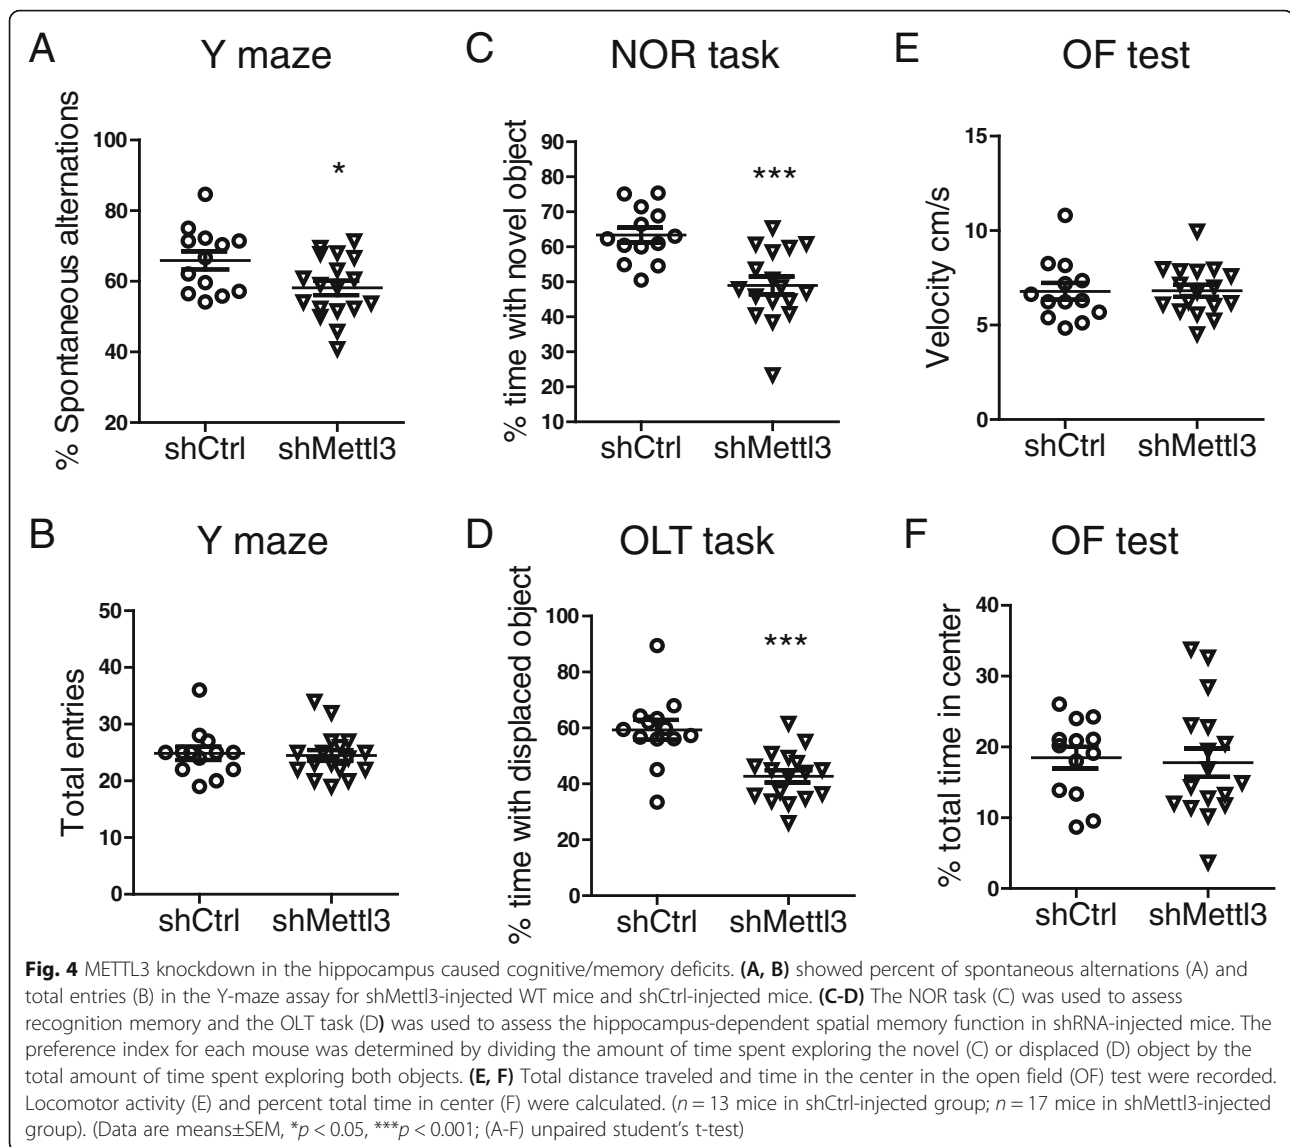 A
Y maze
% Spontaneous alternations
100
80
60
40
20
*
shCtrl
shMettl3
C
NOR task
% time with novel object
90
80
70
60
50
40
30
20
10
***
shCtrl
shMettl3
E
OF test
Velocity cm/s
15
10
5
0
shCtrl
shMettl3
B
Y maze
Total entries
50
40
30
20
10
0
shCtrl
shMettl3
D
OLT task
% time with displaced object
100
80
60
40
20
0
***
shCtrl
shMettl3
F
OF test
% total time in center
40
30
20
10
0
shCtrl
shMettl3
Fig. 4 METTL3 knockdown in the hippocampus caused cognitive/memory deficits. (A, B) showed percent of spontaneous alternations (A) and
total entries (B) in the Y-maze assay for shMettl3-injected WT mice and shCtrl-injected mice. (C-D) The NOR task (C) was used to assess
recognition memory and the OLT task (D) was used to assess the hippocampus-dependent spatial memory function in shRNA-injected mice. The
preference index for each mouse was determined by dividing the amount of time spent exploring the novel (C) or displaced (D) object by the
total amount of time spent exploring both objects. (E, F) Total distance traveled and time in the center in the open field (OF) test were recorded.
Locomotor activity (E) and percent total time in center (F) were calculated. (n = 13 mice in shCtrl-injected group; n = 17 mice in shMettl3-injected
group). (Data are means±SEM, *p < 0.05, ***p < 0.001; (A-F) unpaired student's t-test)